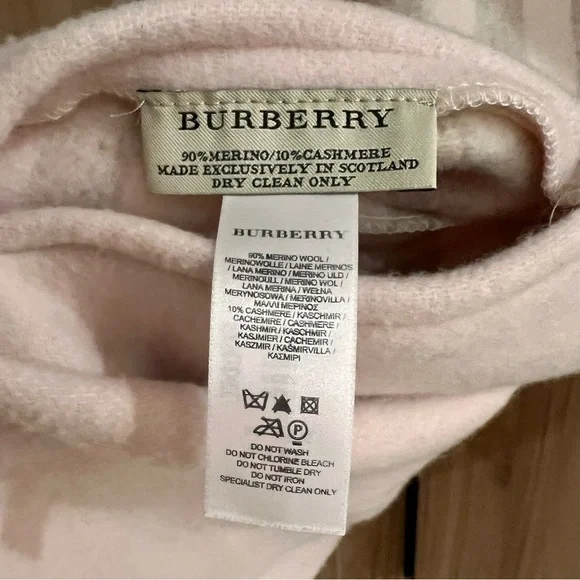 BURBERRY
90% MERINO/10% CASHMERE
MADE EXCLUSIVELY IN SCOTLAND
DRY CLEAN ONLY
BURBERRY
90% MERINO WOOL /
MERINOWOLLE / LAINE MERINOS
/ LANA MERINO / MERINO ULD /
MERINOULL / MERINO WOL /
LANA MERINA / WEŁNA
MERYNOSOWA / MERINOVILLA /
ΜΑΛΛΙ ΜΕΡΙΝΟΣ
10% CASHMERE / KASCHMIR /
CACHEMIRE / CASHMERE /
KASHMIR / KASCHMIR /
KASJMIER / CACHEMIR /
KASZMIR / KAŠMIRVILLA /
ΚΑΣΜΙΡΙ
P
DO NOT WASH
DO NOT CHLORINE BLEACH
DO NOT TUMBLE DRY
DO NOT IRON
SPECIALIST DRY CLEAN ONLY